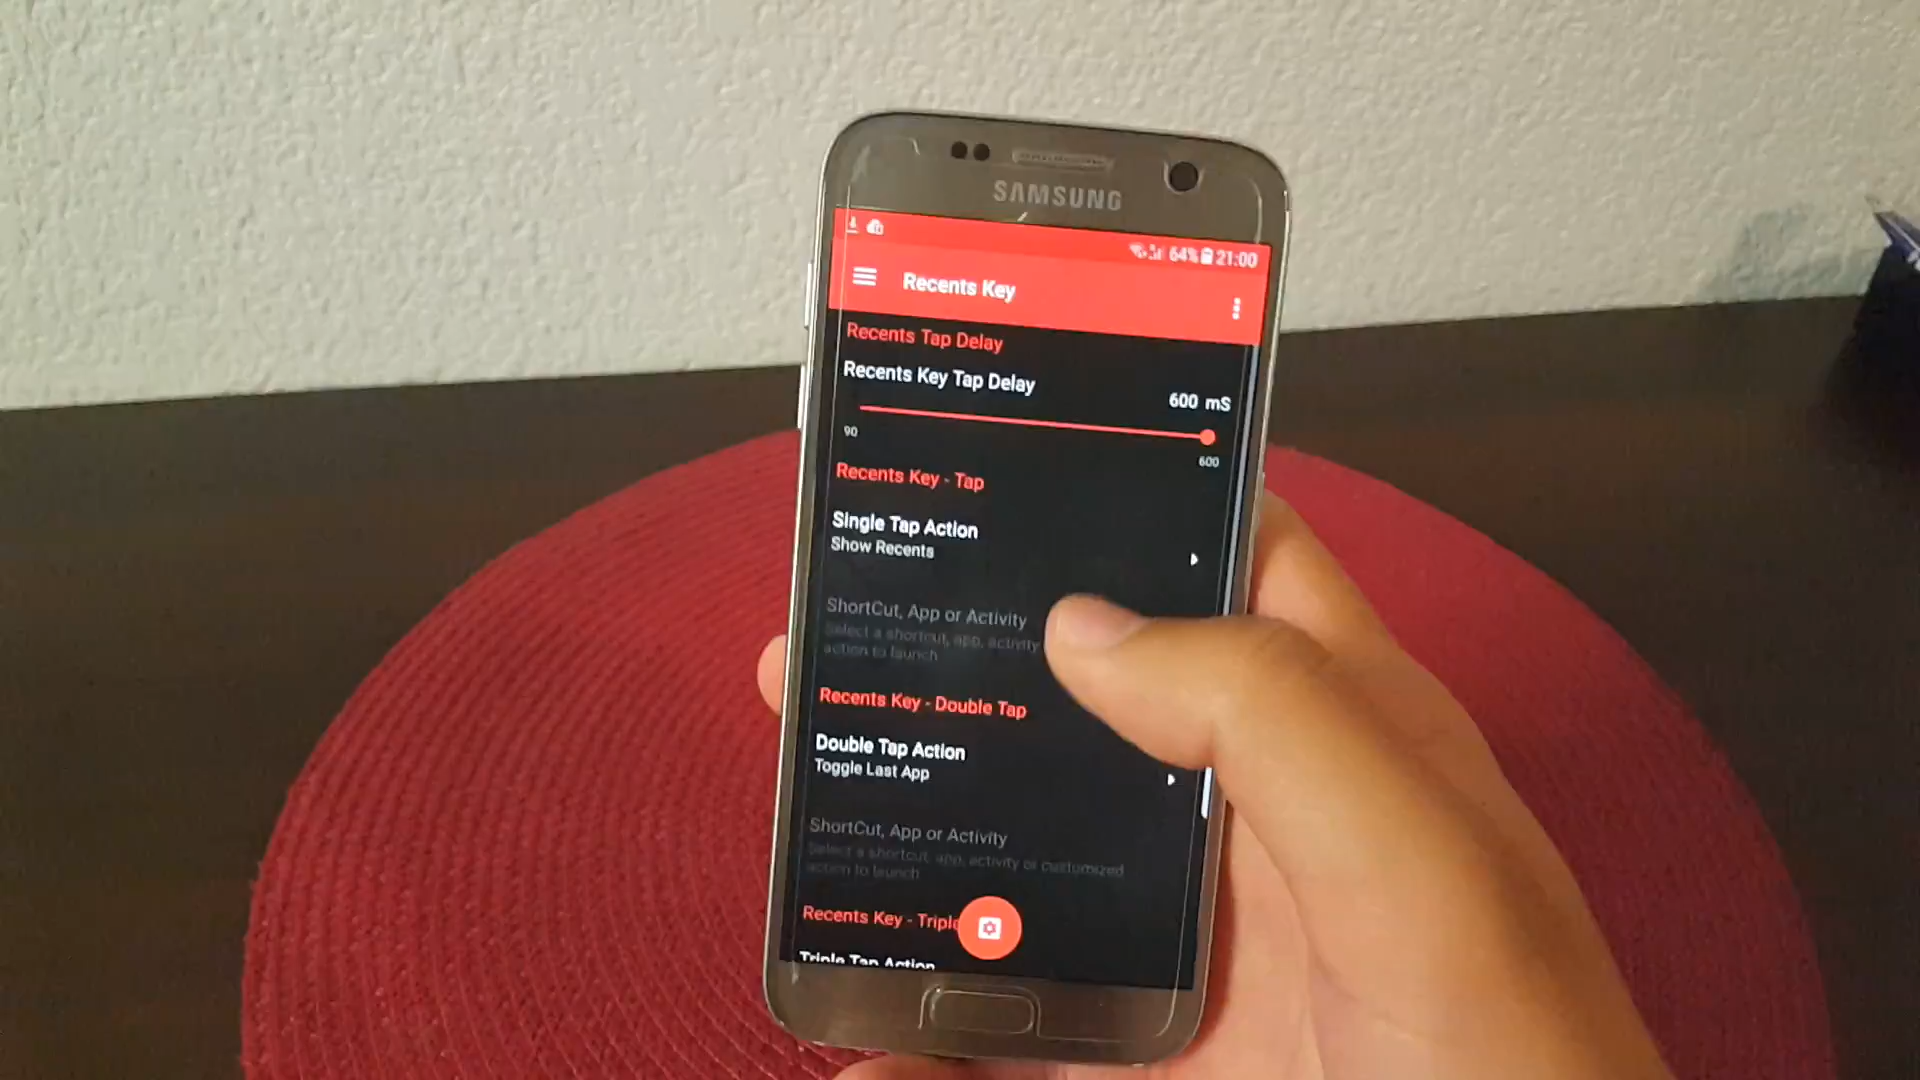 SAMSUNG
64% 21:00
Recents Key
Recents Tap Delay
Recents Key Tap Delay
600 mS
90
600
Recents Key - Tap
Single Tap Action
Show Recents
ShortCut, App or Activity
Select a shortcut, app, activity
action to launch
Recents Key - Double Tap
Double Tap Action
Toggle Last App
ShortCut, App or Activity
Select a shortcut, app, activity or customized
action to launch
Recents Key - Triple
Triple Tap Action